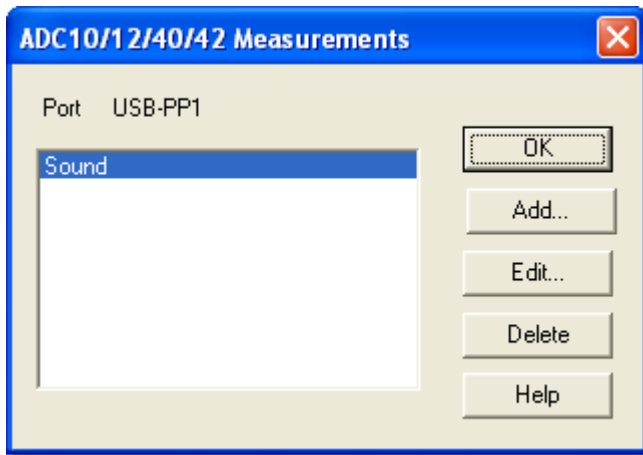 ADC10/12/40/42 Measurements
Port USB-PP1
Sound
OK
Add...
Edit...
Delete
Help